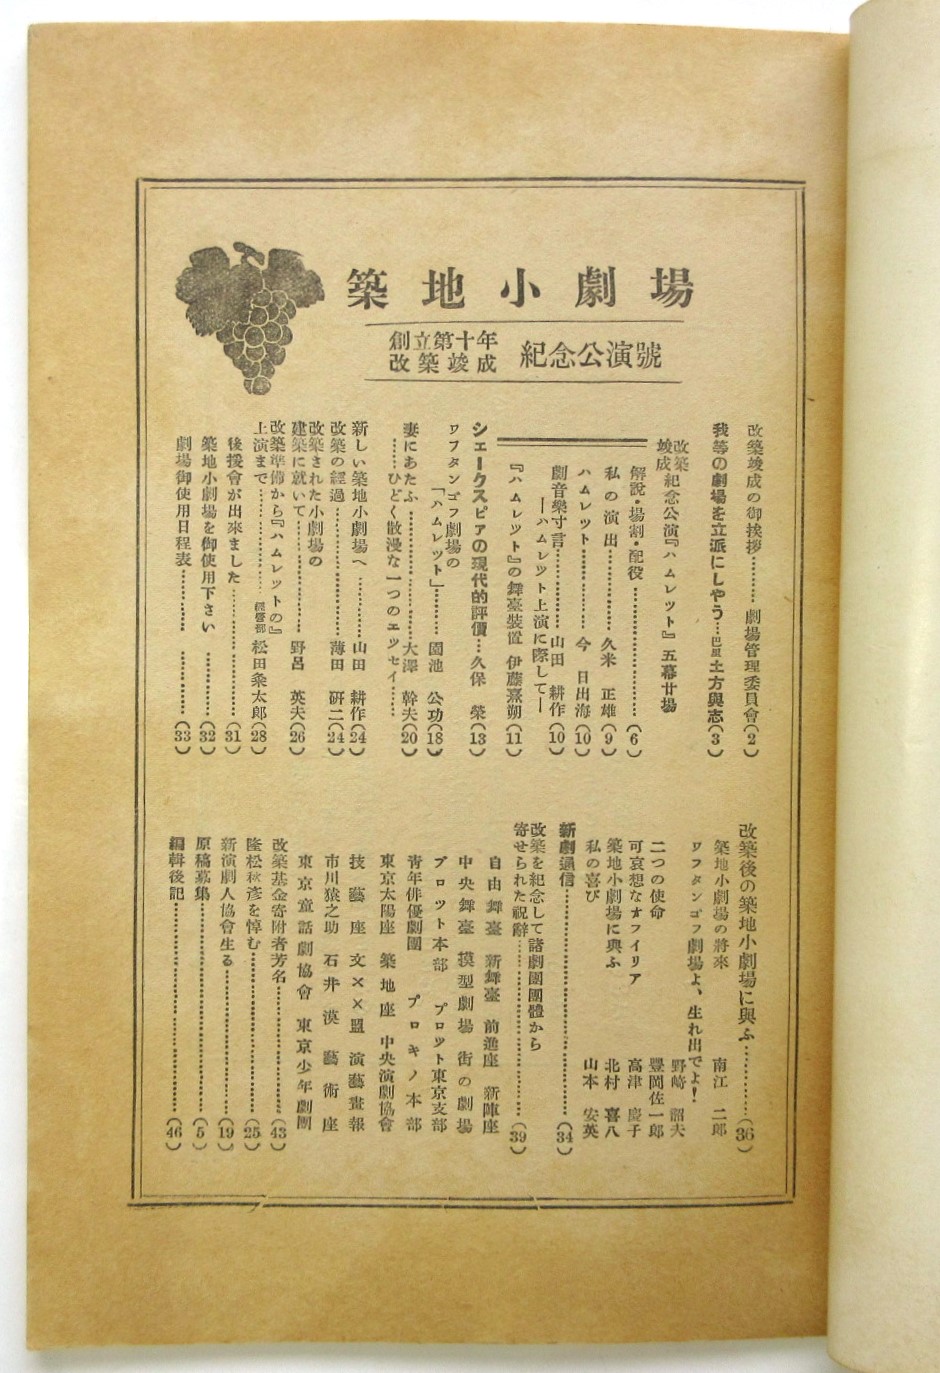 築地小劇場
創立第十年
改築竣成
紀念公演號
改築竣成の御挨拶………劇場管理委員會(2)
我等の劇場を立派にしやう…巴里土方與志(3)
改築竣成紀念公演『ハムレット』五幕廿場
解説・場割・配役………(6)
私の演出………久米正雄(9)
ハムレット………今日出海(10)
劇音樂寸言………山田耕作(10)
―ハムレット上演に際して―
『ハムレット』の舞臺裝置 伊藤熹朔(11)
シェークスピアの現代的評價…久保榮(13)
ワフタンゴフ劇場の
「ハムレット」………園池公功(18)
妻にあたふ………大澤幹夫(20)
……ひどく散漫な一つのエッセイ……
新しい築地小劇場へ………山田耕作(24)
改築の經過………薄田研二(24)
改築された小劇場の
建築に就いて………野呂英夫(26)
改築準備から『ハムレットの』
上演まで………經營部 松田粂太郎(28)
後援會が出來ました………(31)
築地小劇場を御使用下さい………(32)
劇場御使用日程表………(33)
改築後の築地小劇場に與ふ………(36)
築地小劇場の將來 南江二郎
ワフタンゴフ劇場よ、生れ出でよ! 野崎韶夫
二つの使命 豐岡佐一郎
可哀想なオフイリア 高津慶子
築地小劇場に與ふ 北村喜八
私の喜び 山本安英
新劇通信………(34)
改築を紀念して諸劇團團體から
寄せられた祝辭………(39)
自由舞臺 新舞臺 前進座 新陣座
中央舞臺 模型劇場 街の劇場
プロット本部 プロット東京支部
青年俳優劇團 プロキノ本部
東京太陽座 築地座 中央演劇協會
技藝座 文××盟 演藝畫報
市川猿之助 石井漠 藝術座
東京童話劇協會 東京少年劇團
改築基金寄附者芳名………(43)
隆松秋彦を悼む………(25)
新演劇人協會生る………(19)
原稿募集………(5)
編輯後記………(46)